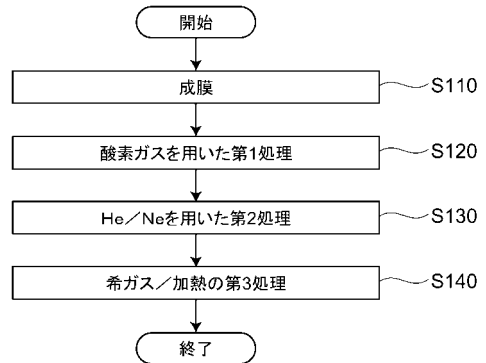 開始
成膜 S110
酸素ガスを用いた第1処理 S120
He／Neを用いた第2処理 S130
希ガス／加熱の第3処理 S140
終了